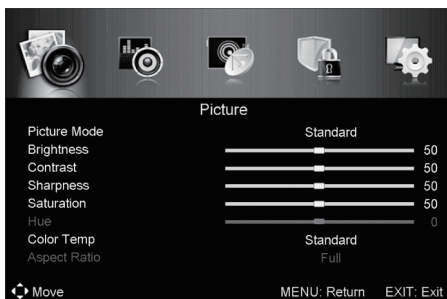 Picture
Picture Mode Standard
Brightness 50
Contrast 50
Sharpness 50
Saturation 50
Hue 0
Color Temp Standard
Aspect Ratio Full
Move MENU: Return EXIT: Exit